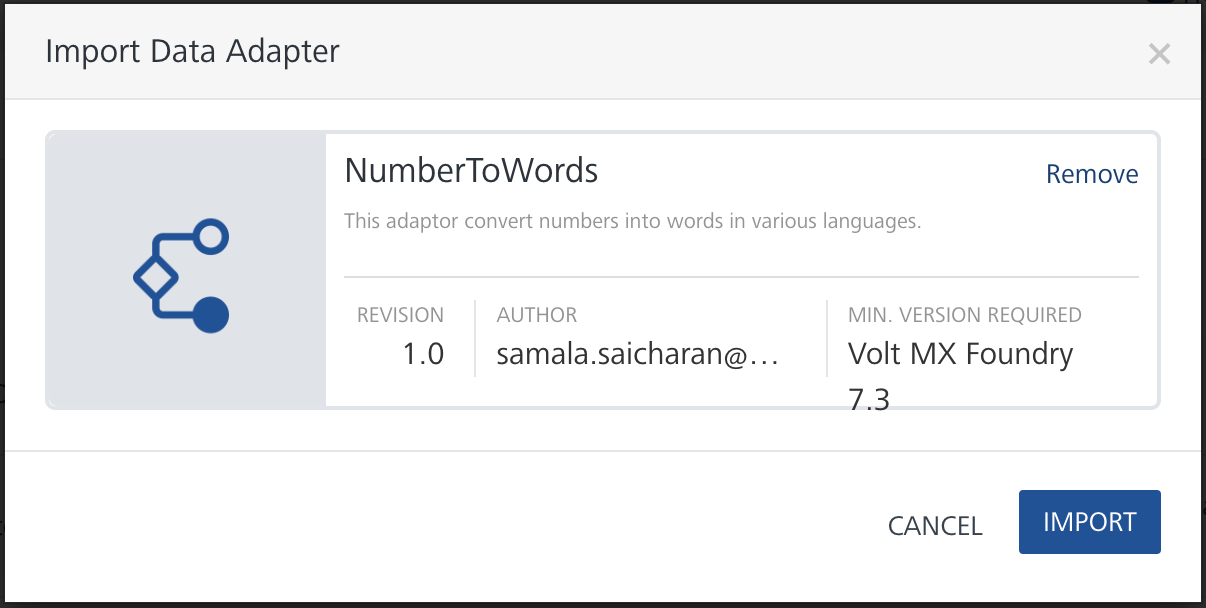 Import Data Adapter
NumberToWords
Remove
This adaptor convert numbers into words in various languages.
REVISION
1.0
AUTHOR
samala.saicharan@...
MIN. VERSION REQUIRED
Volt MX Foundry
7.3
CANCEL
IMPORT